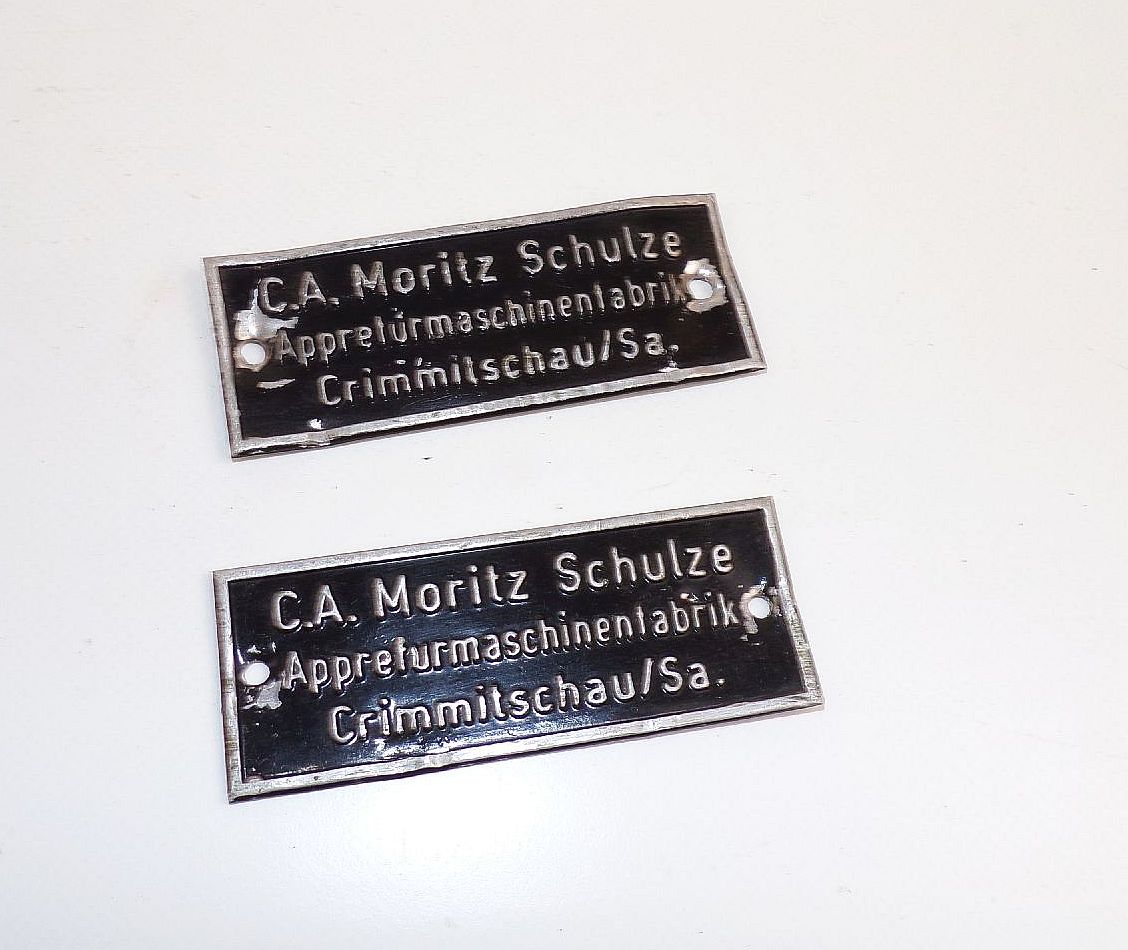 C.A. Moritz Schulze
Appreturmaschinenfabrik
Crimmitschau/Sa.
C.A. Moritz Schulze
Appreturmaschinenfabrik
Crimmitschau/Sa.